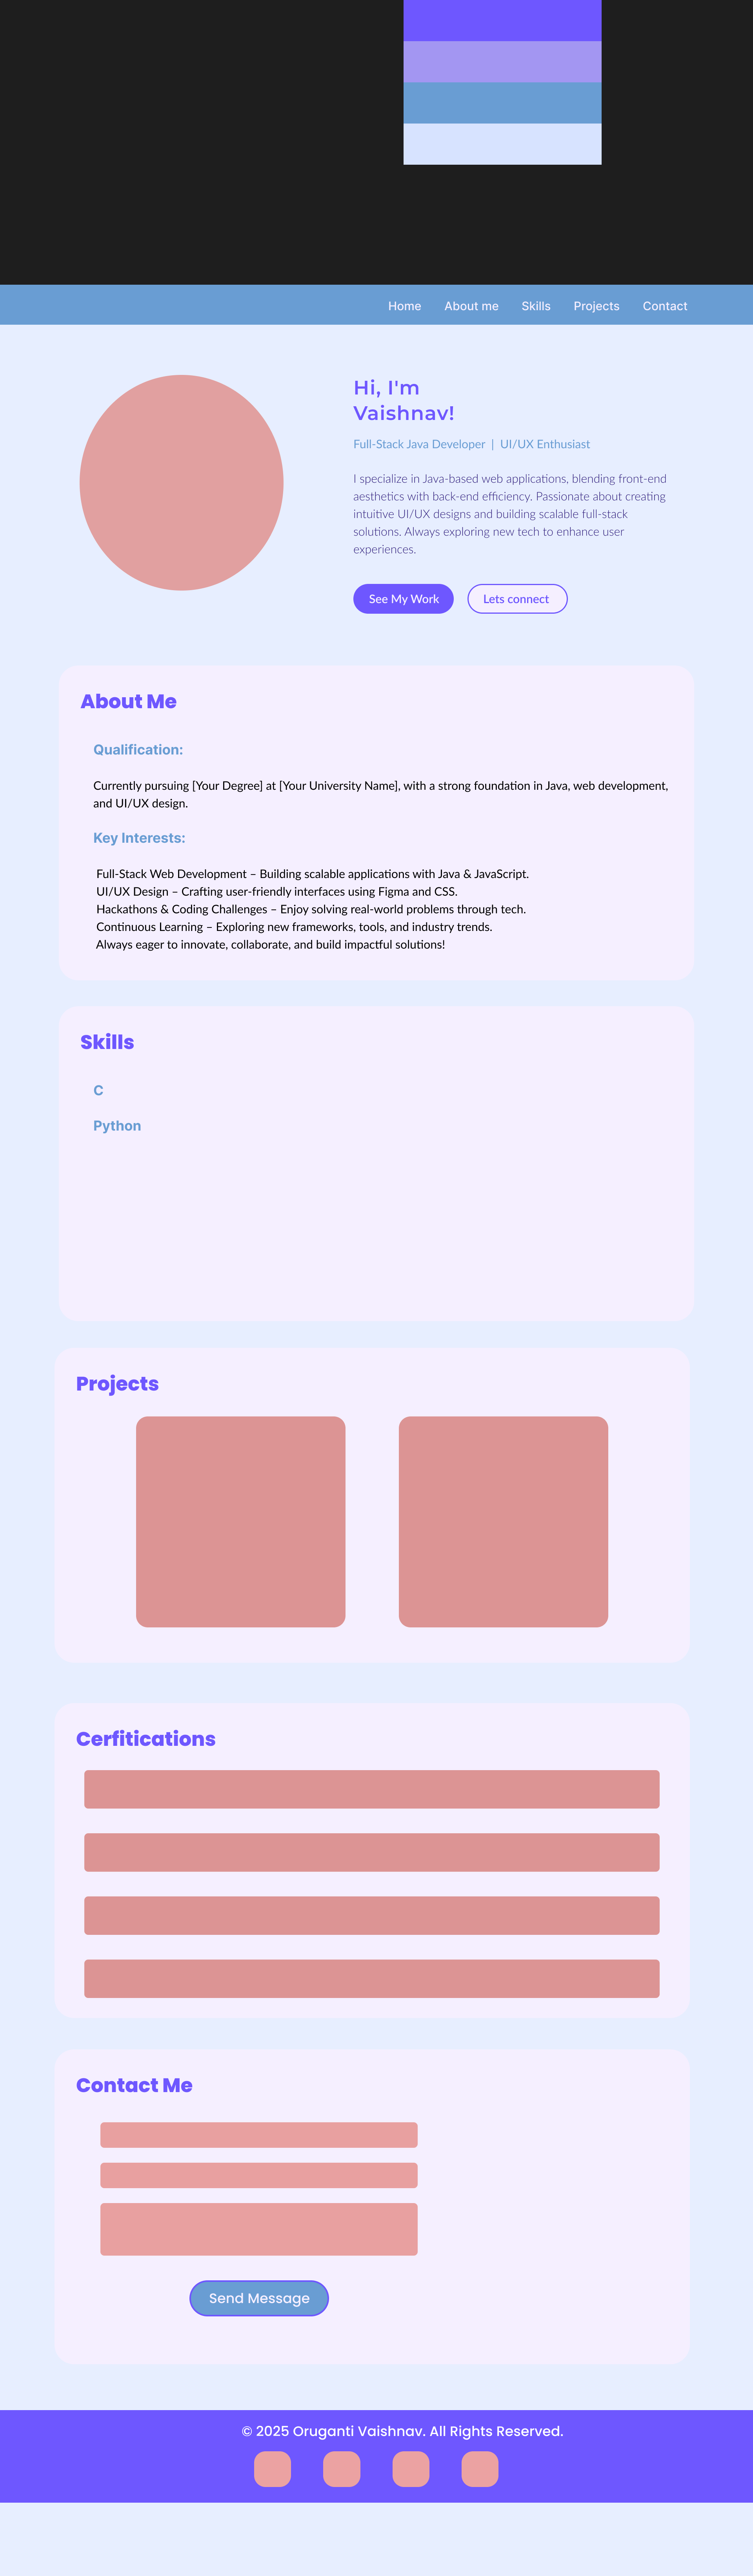 Home About me Skills Projects Contact
Hi, I'm
Vaishnav!
Full-Stack Java Developer | UI/UX Enthusiast
I specialize in Java-based web applications, blending front-end
aesthetics with back-end efficiency. Passionate about creating
intuitive UI/UX designs and building scalable full-stack
solutions. Always exploring new tech to enhance user
experiences.
See My Work Lets connect
About Me
Qualification:
Currently pursuing [Your Degree] at [Your University Name], with a strong foundation in Java, web development,
and UI/UX design.
Key Interests:
Full-Stack Web Development – Building scalable applications with Java & JavaScript.
UI/UX Design – Crafting user-friendly interfaces using Figma and CSS.
Hackathons & Coding Challenges – Enjoy solving real-world problems through tech.
Continuous Learning – Exploring new frameworks, tools, and industry trends.
Always eager to innovate, collaborate, and build impactful solutions!
Skills
C
Python
Projects
Cerfitications
Contact Me
Send Message
© 2025 Oruganti Vaishnav. All Rights Reserved.